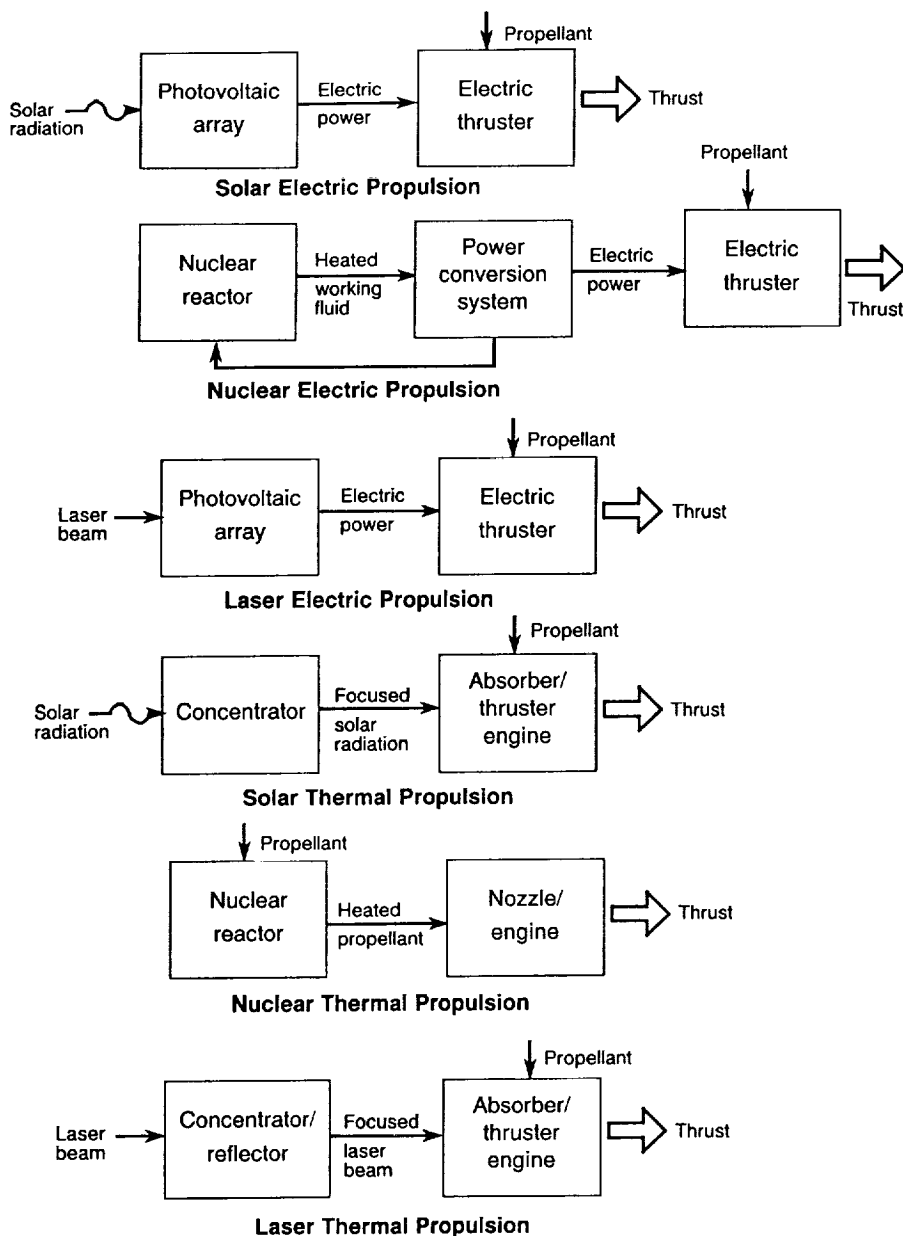 Propellant
Solar
radiation
Photovoltaic
array
Electric
power
Electric
thruster
Thrust
Solar Electric Propulsion
Propellant
Nuclear
reactor
Heated
working
fluid
Power
conversion
system
Electric
power
Electric
thruster
Thrust
Nuclear Electric Propulsion
Propellant
Laser
beam
Photovoltaic
array
Electric
power
Electric
thruster
Thrust
Laser Electric Propulsion
Propellant
Solar
radiation
Concentrator
Focused
solar
radiation
Absorber/
thruster
engine
Thrust
Solar Thermal Propulsion
Propellant
Nuclear
reactor
Heated
propellant
Nozzle/
engine
Thrust
Nuclear Thermal Propulsion
Propellant
Laser
beam
Concentrator/
reflector
Focused
laser
beam
Absorber/
thruster
engine
Thrust
Laser Thermal Propulsion